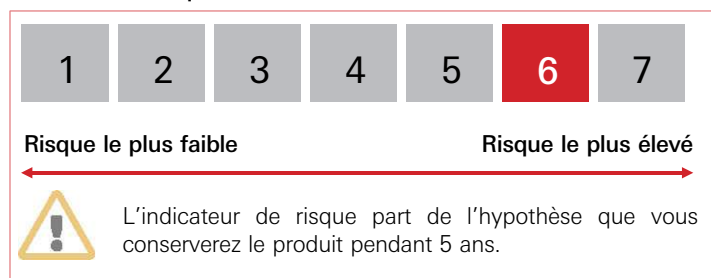 1 2 3 4 5 6 7
Risque le plus faible Risque le plus élevé
L'indicateur de risque part de l'hypothèse que vous
conserverez le produit pendant 5 ans.